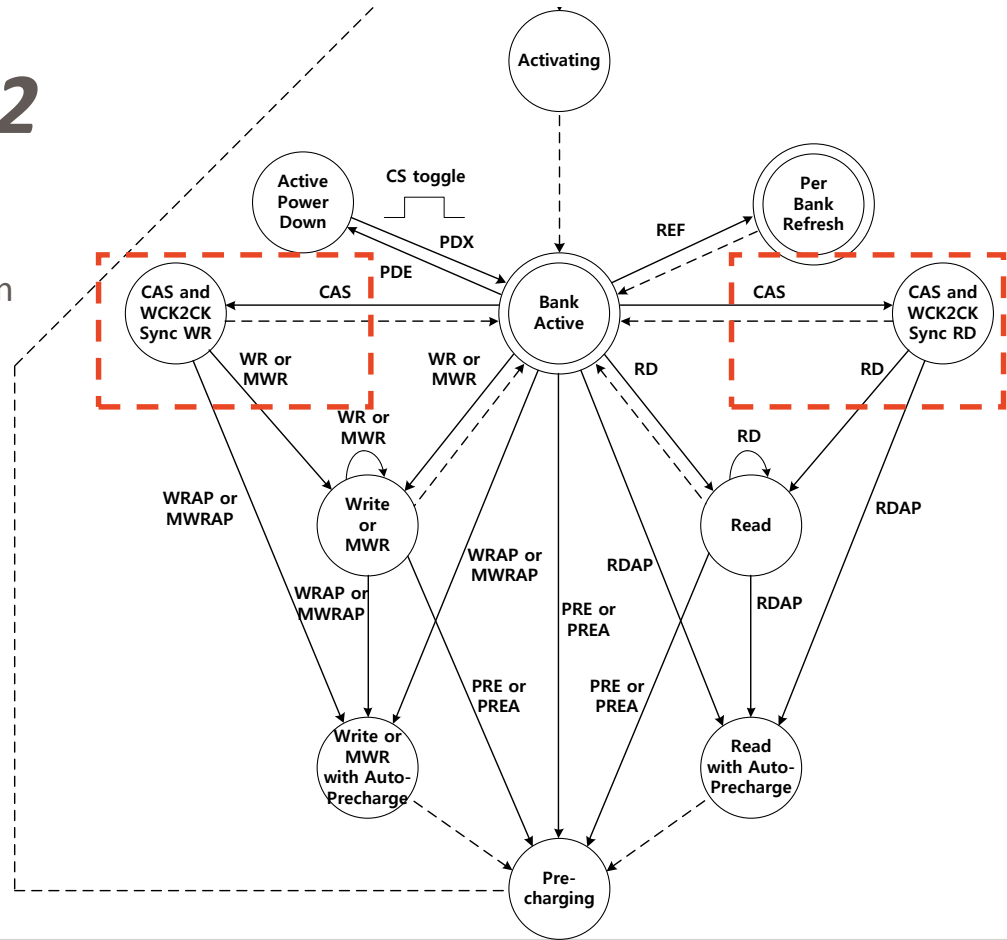 Activating
2
Active
Power
Down
CS toggle
Per
Bank
Refresh
REF
PDX
PDE
m
CAS and
WCK2CK
Sync WR
CAS
Bank
Active
CAS
CAS and
WCK2CK
Sync RD
WR or
MWR
WR or
MWR
RD
RD
WR or
MWR
RD
WRAP or
MWRAP
Write
or
MWR
Read
RDAP
WRAP or
MWRAP
RDAP
WRAP or
MWRAP
RDAP
PRE or
PREA
PRE or
PREA
PRE or
PREA
Write or
MWR
with Auto-
Precharge
Read
with Auto-
Precharge
Pre-
charging